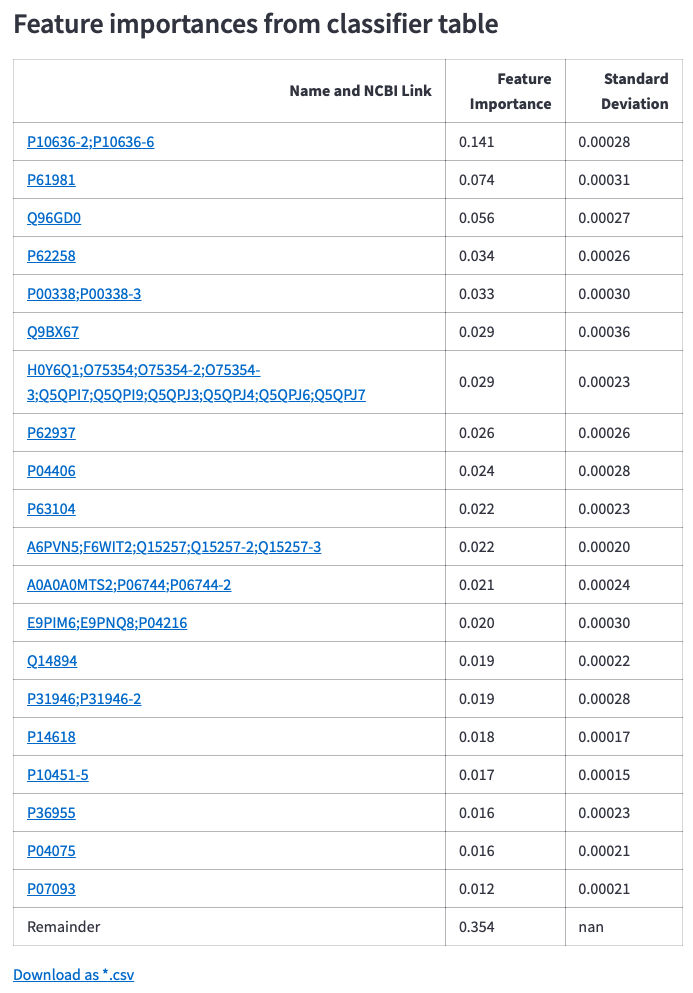 Feature importances from classifier table
Name and NCBI Link
Feature
Importance
Standard
Deviation
P10636-2;P10636-6 0.141 0.00028
P61981 0.074 0.00031
Q96GD0 0.056 0.00027
P62258 0.034 0.00026
P00338;P00338-3 0.033 0.00030
Q9BX67 0.029 0.00036
H0Y6Q1;O75354;O75354-2;O75354-
3;Q5QPI7;Q5QPI9;Q5QPJ3;Q5QPJ4;Q5QPJ6;Q5QPJ7 0.029 0.00023
P62937 0.026 0.00026
P04406 0.024 0.00028
P63104 0.022 0.00023
A6PVN5;F6WIT2;Q15257;Q15257-2;Q15257-3 0.022 0.00020
A0A0A0MTS2;P06744;P06744-2 0.021 0.00024
E9PIM6;E9PNQ8;P04216 0.020 0.00030
Q14894 0.019 0.00022
P31946;P31946-2 0.019 0.00028
P14618 0.018 0.00017
P10451-5 0.017 0.00015
P36955 0.016 0.00023
P04075 0.016 0.00021
P07093 0.012 0.00021
Remainder 0.354 nan
Download as *.csv